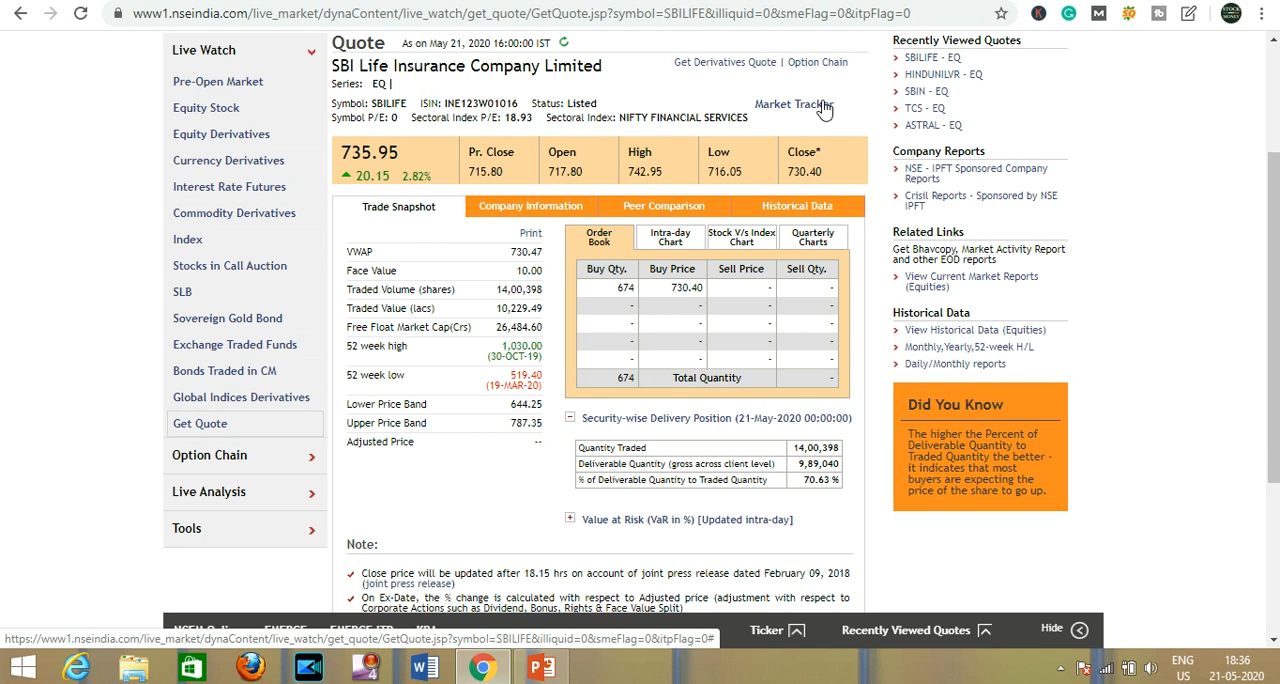 www1.nseindia.com/live_market/dynaContent/live_watch/get_quote/GetQuote.jsp?symbol=SBILIFE&illiquid=0&smeFlag=0&itpFlag=0
Live Watch
Pre-Open Market
Equity Stock
Equity Derivatives
Currency Derivatives
Interest Rate Futures
Commodity Derivatives
Index
Stocks in Call Auction
SLB
Sovereign Gold Bond
Exchange Traded Funds
Bonds Traded in CM
Global Indices Derivatives
Get Quote
Option Chain
Live Analysis
Tools
Quote As on May 21, 2020 16:00:00 IST
SBI Life Insurance Company Limited
Get Derivatives Quote | Option Chain
Series: EQ |
Symbol: SBILIFE ISIN: INE123W01016 Status: Listed
Market Tracker
Symbol P/E: 0 Sectoral Index P/E: 18.93 Sectoral Index: NIFTY FINANCIAL SERVICES
735.95 Pr. Close Open High Low Close*
20.15 2.82% 715.80 717.80 742.95 716.05 730.40
Trade Snapshot Company Information Peer Comparison Historical Data
Print
VWAP 730.47
Face Value 10.00
Traded Volume (shares) 14,00,398
Traded Value (lacs) 10,229.49
Free Float Market Cap(Crs) 26,484.60
52 week high 1,030.00
(30-OCT-19)
52 week low 519.40
(19-MAR-20)
Lower Price Band 644.25
Upper Price Band 787.35
Adjusted Price --
Order Book
Intra-day Chart
Stock V/s Index Chart
Quarterly Charts
Buy Qty. Buy Price Sell Price Sell Qty.
674 730.40 - -
- - - -
- - - -
- - - -
- - - -
674 Total Quantity -
Security-wise Delivery Position (21-May-2020 00:00:00)
Quantity Traded 14,00,398
Deliverable Quantity (gross across client level) 9,89,040
% of Deliverable Quantity to Traded Quantity 70.63 %
Value at Risk (VaR in %) [Updated intra-day]
Note:
Close price will be updated after 18.15 hrs on account of joint press release dated February 09, 2018
(joint press release)
On Ex-Date, the % change is calculated with respect to Adjusted price (adjustment with respect to
Corporate Actions such as Dividend, Bonus, Rights & Face Value Split)
Recently Viewed Quotes
SBILIFE - EQ
HINDUNILVR - EQ
SBIN - EQ
TCS - EQ
ASTRAL - EQ
Company Reports
NSE - IPFT Sponsored Company
Reports
Crisil Reports - Sponsored by NSE
IPFT
Related Links
Get Bhavcopy, Market Activity Report
and other EOD reports
View Current Market Reports
(Equities)
Historical Data
View Historical Data (Equities)
Monthly,Yearly,52-week H/L
Daily/Monthly reports
Did You Know
The higher the Percent of
Deliverable Quantity to
Traded Quantity the better -
it indicates that most
buyers are expecting the
price of the share to go up.
Ticker Recently Viewed Quotes Hide
https://www1.nseindia.com/live_market/dynaContent/live_watch/get_quote/GetQuote.jsp?symbol=SBILIFE&illiquid=0&smeFlag=0&itpFlag=0#
ENG 18:36
US 21-05-2020